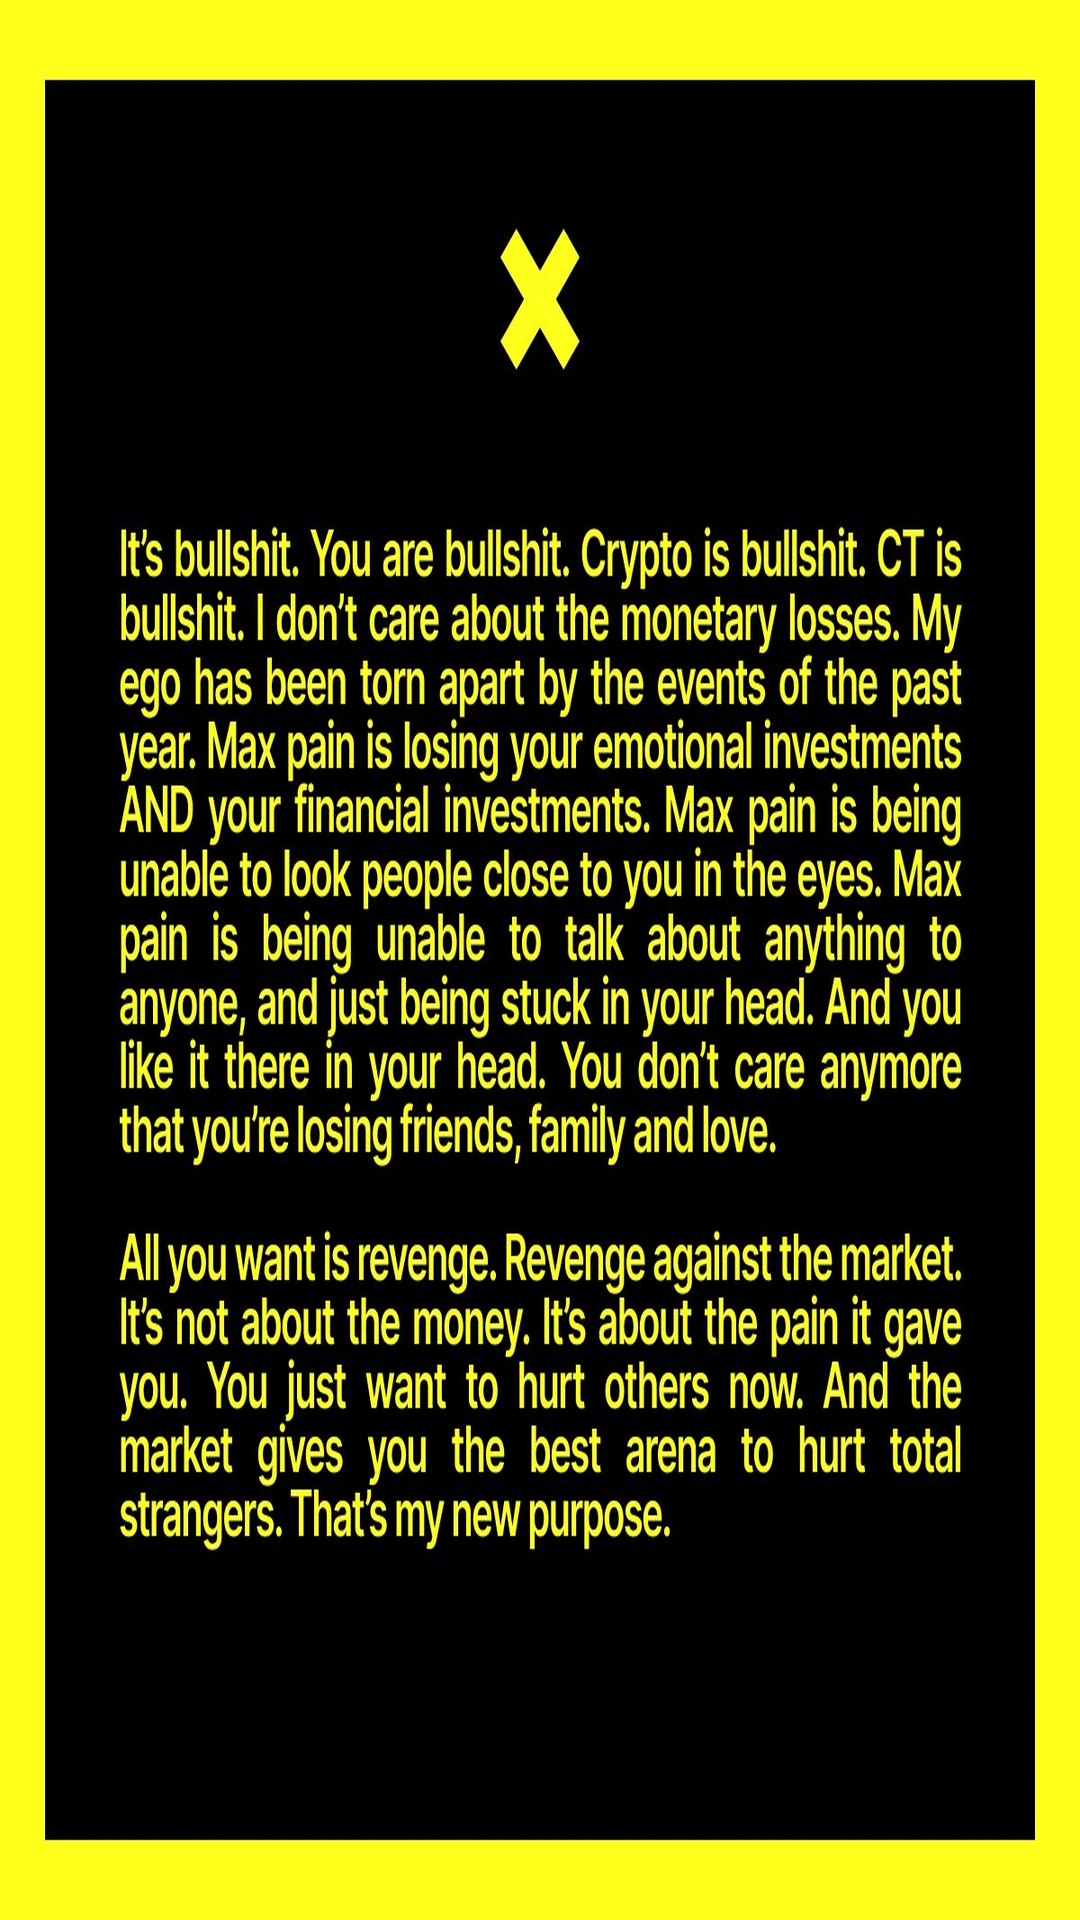 X
It’s bullshit. You are bullshit. Crypto is bullshit. CT is
bullshit. I don’t care about the monetary losses. My
ego has been torn apart by the events of the past
year. Max pain is losing your emotional investments
AND your financial investments. Max pain is being
unable to look people close to you in the eyes. Max
pain is being unable to talk about anything to
anyone, and just being stuck in your head. And you
like it there in your head. You don’t care anymore
that you’re losing friends, family and love.
All you want is revenge. Revenge against the market.
It’s not about the money. It’s about the pain it gave
you. You just want to hurt others now. And the
market gives you the best arena to hurt total
strangers. That’s my new purpose.